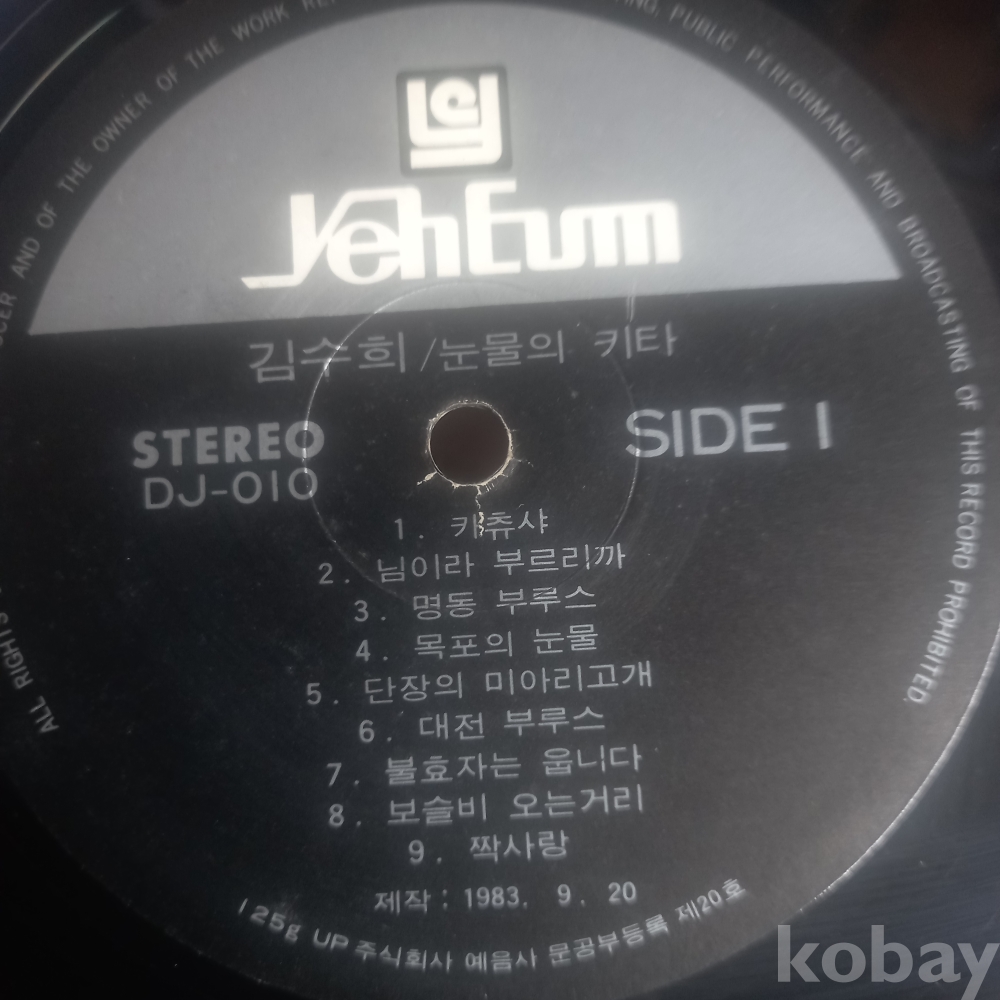 YehEum
김수희/눈물의 키타
STEREO
DJ-010
SIDE 1
1. 카츄샤
2. 님이라 부르리까
3. 명동 부루스
4. 목포의 눈물
5. 단장의 미아리고개
6. 대전 부루스
7. 불효자는 웁니다
8. 보슬비 오는거리
9. 짝사랑
제작 : 1983. 9. 20
125g UP 주식회사 예음사 문공부등록 제20호
ALL RIGHTS
AND OF THE OWNER OF THE WORK
PUBLIC PERFORMANCE AND BROADCASTING OF THIS RECORD PROHIBITED.
kobay